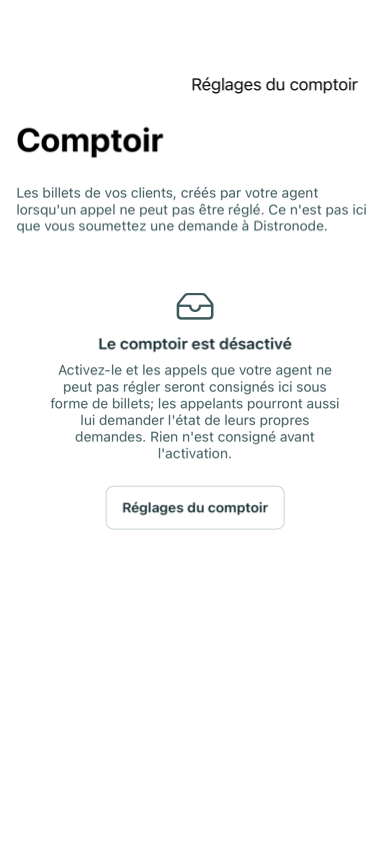 Réglages du comptoir
Comptoir
Les billets de vos clients, créés par votre agent
lorsqu'un appel ne peut pas être réglé. Ce n'est pas ici
que vous soumettez une demande à Distronode.
Le comptoir est désactivé
Activez-le et les appels que votre agent ne
peut pas régler seront consignés ici sous
forme de billets; les appelants pourront aussi
lui demander l'état de leurs propres
demandes. Rien n'est consigné avant
l'activation.
Réglages du comptoir